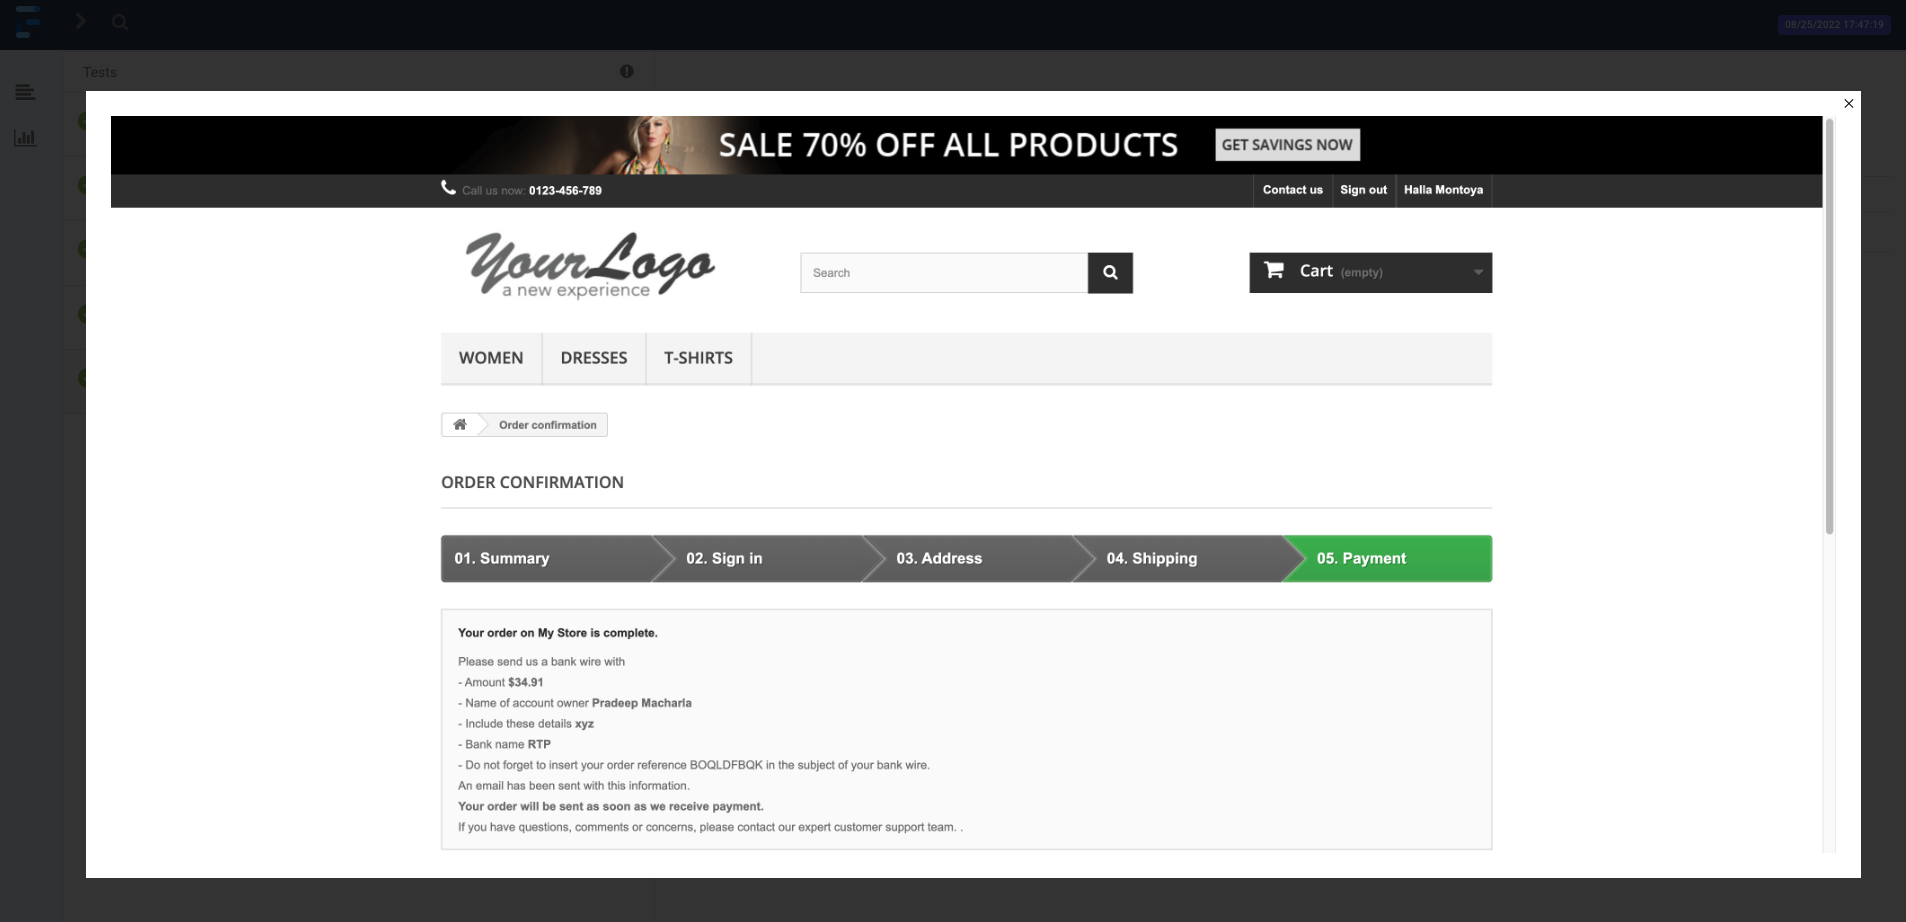 08/25/2022 17:47:19
Tests
SALE 70% OFF ALL PRODUCTS GET SAVINGS NOW
Call us now: 0123-456-789 Contact us Sign out Halla Montoya
Your Logo
a new experience
Search
Cart (empty)
WOMEN DRESSES T-SHIRTS
Order confirmation
ORDER CONFIRMATION
01. Summary 02. Sign in 03. Address 04. Shipping 05. Payment
Your order on My Store is complete.
Please send us a bank wire with
- Amount $34.91
- Name of account owner Pradeep Macharla
- Include these details xyz
- Bank name RTP
- Do not forget to insert your order reference BOQLDFBQK in the subject of your bank wire.
An email has been sent with this information.
Your order will be sent as soon as we receive payment.
If you have questions, comments or concerns, please contact our expert customer support team. .